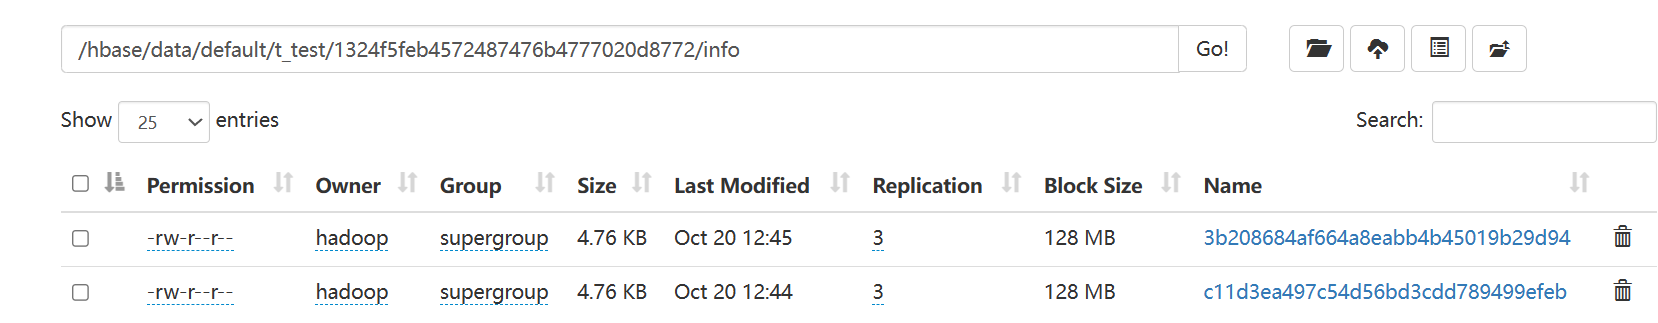 /hbase/data/default/t_test/1324f5feb4572487476b4777020d8772/info Go!
Show 25 entries Search:
Permission Owner Group Size Last Modified Replication Block Size Name
-rw-r--r-- hadoop supergroup 4.76 KB Oct 20 12:45 3 128 MB 3b208684af664a8eabb4b45019b29d94
-rw-r--r-- hadoop supergroup 4.76 KB Oct 20 12:44 3 128 MB c11d3ea497c54d56bd3cdd789499efeb